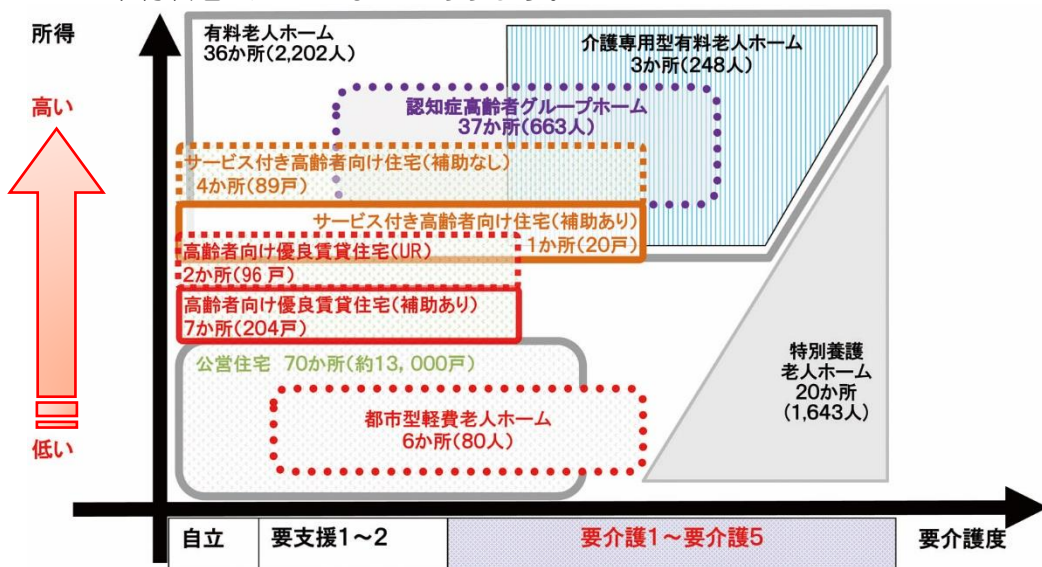 所得
高い
低い
有料老人ホーム
36か所(2,202人)
介護専用型有料老人ホーム
3か所(248人)
認知症高齢者グループホーム
37か所(663人)
サービス付き高齢者向け住宅(補助なし)
4か所(89戸)
サービス付き高齢者向け住宅(補助あり)
1か所(20戸)
高齢者向け優良賃貸住宅(UR)
2か所(96戸)
高齢者向け優良賃貸住宅(補助あり)
7か所(204戸)
公営住宅 70か所(約13,000戸)
都市型軽費老人ホーム
6か所(80人)
特別養護
老人ホーム
20か所
(1,643人)
自立
要支援1～2
要介護1～要介護5
要介護度